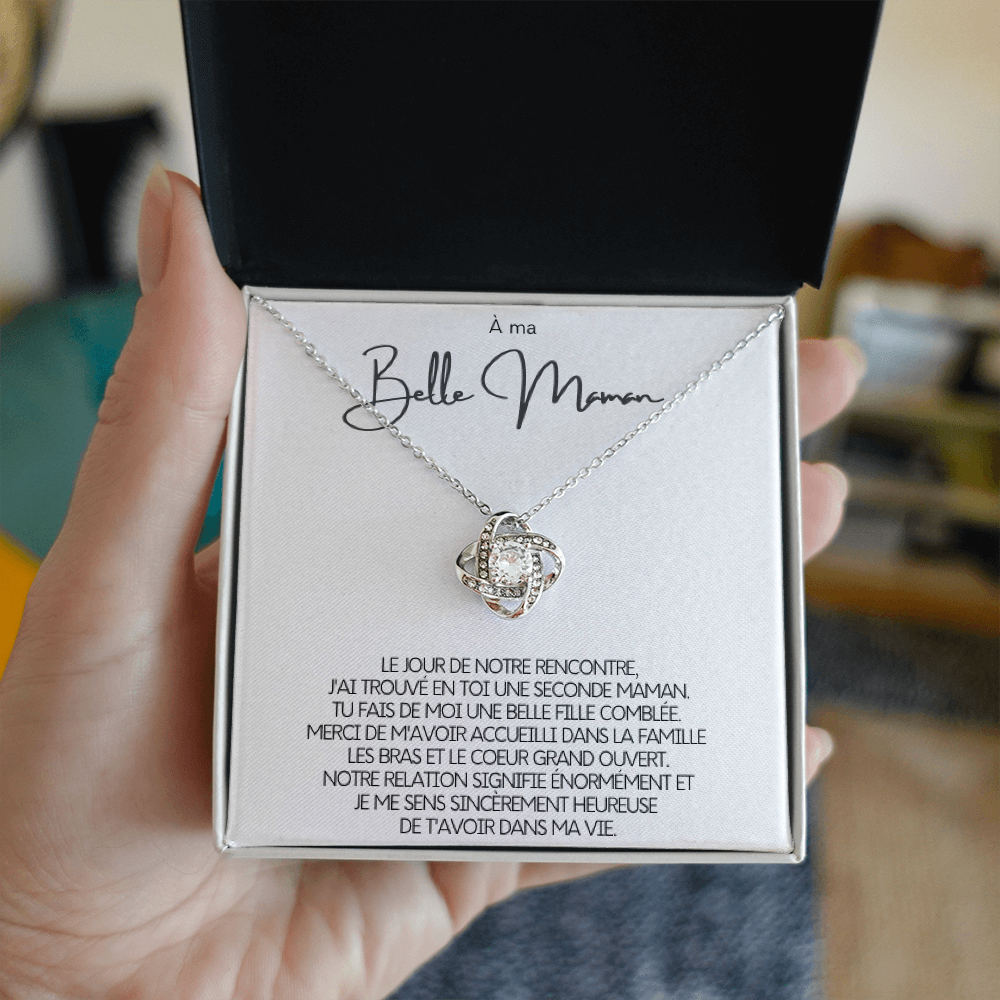 À ma
Belle Maman
LE JOUR DE NOTRE RENCONTRE,
J'AI TROUVÉ EN TOI UNE SECONDE MAMAN.
TU FAIS DE MOI UNE BELLE FILLE COMBLÉE.
MERCI DE M'AVOIR ACCUEILLI DANS LA FAMILLE
LES BRAS ET LE COEUR GRAND OUVERT.
NOTRE RELATION SIGNIFIE ÉNORMÉMENT ET
JE ME SENS SINCÈREMENT HEUREUSE
DE T'AVOIR DANS MA VIE.